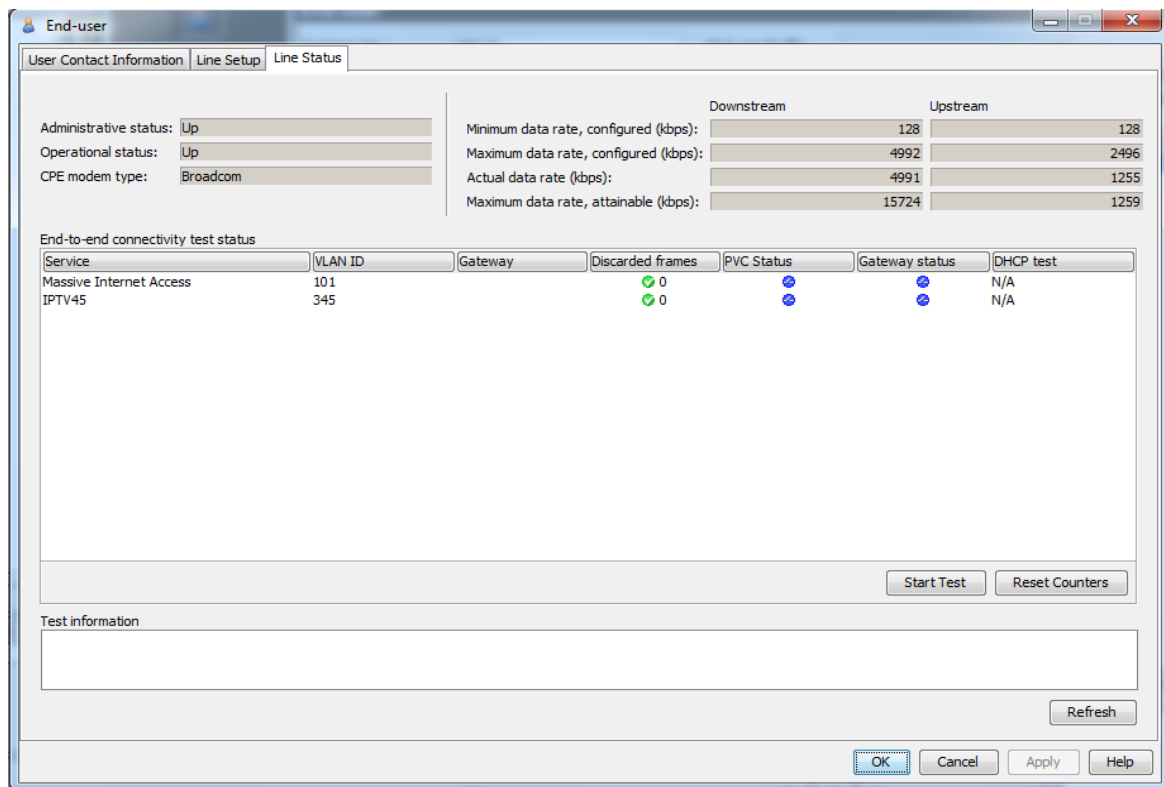 End-user
User Contact Information Line Setup Line Status
Downstream Upstream
Administrative status: Up
Operational status: Up
CPE modem type: Broadcom
Minimum data rate, configured (kbps): 128 128
Maximum data rate, configured (kbps): 4992 2496
Actual data rate (kbps): 4991 1255
Maximum data rate, attainable (kbps): 15724 1259
End-to-end connectivity test status
Service VLAN ID Gateway Discarded frames PVC Status Gateway status DHCP test
Massive Internet Access 101 0 N/A
IPTV45 345 0 N/A
Start Test Reset Counters
Test information
Refresh
OK Cancel Apply Help